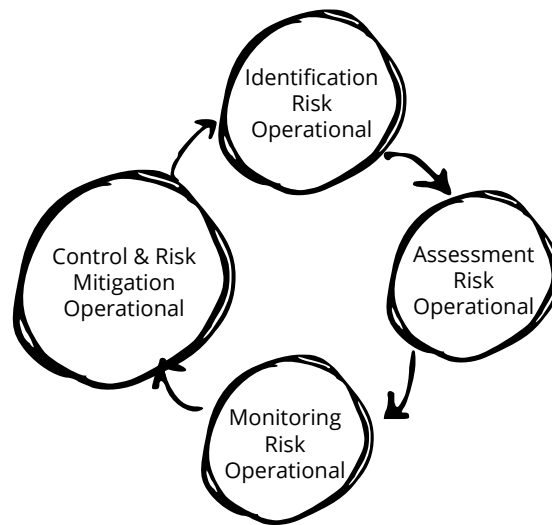 Identification
Risk
Operational
Assessment
Risk
Operational
Monitoring
Risk
Operational
Control & Risk
Mitigation
Operational